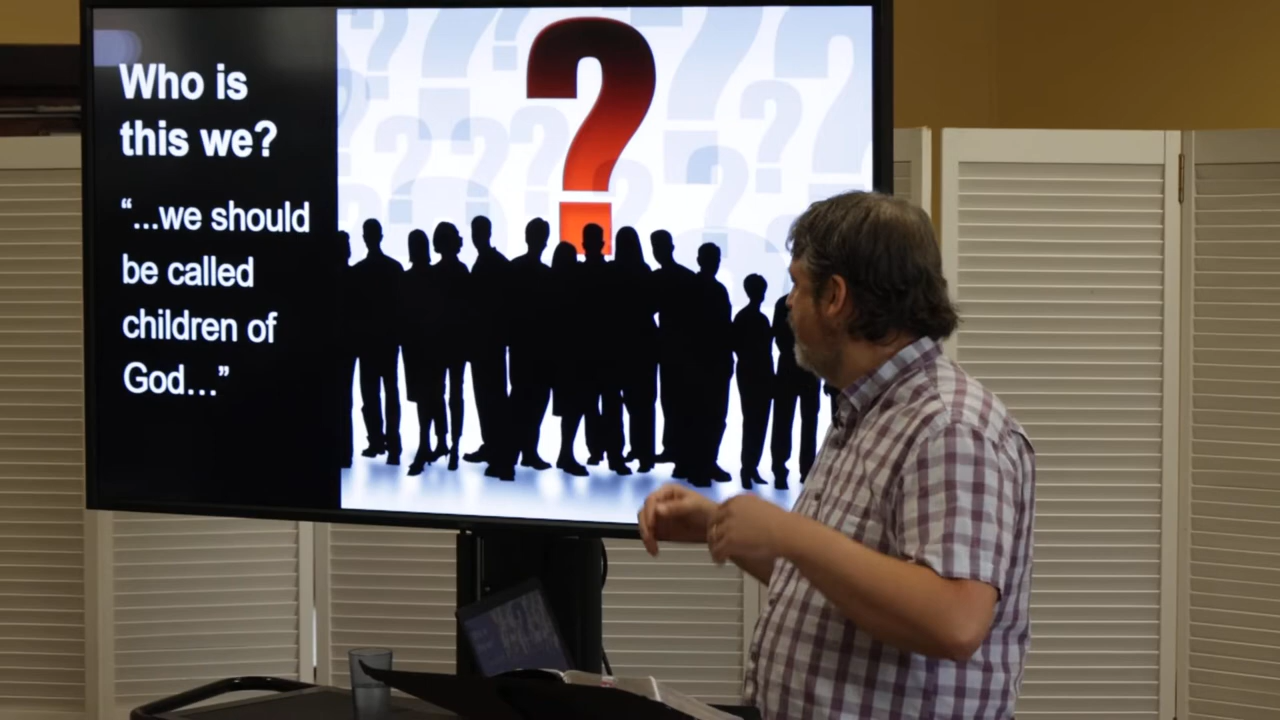 Who is
this we?
“...we should
be called
children of
God...”